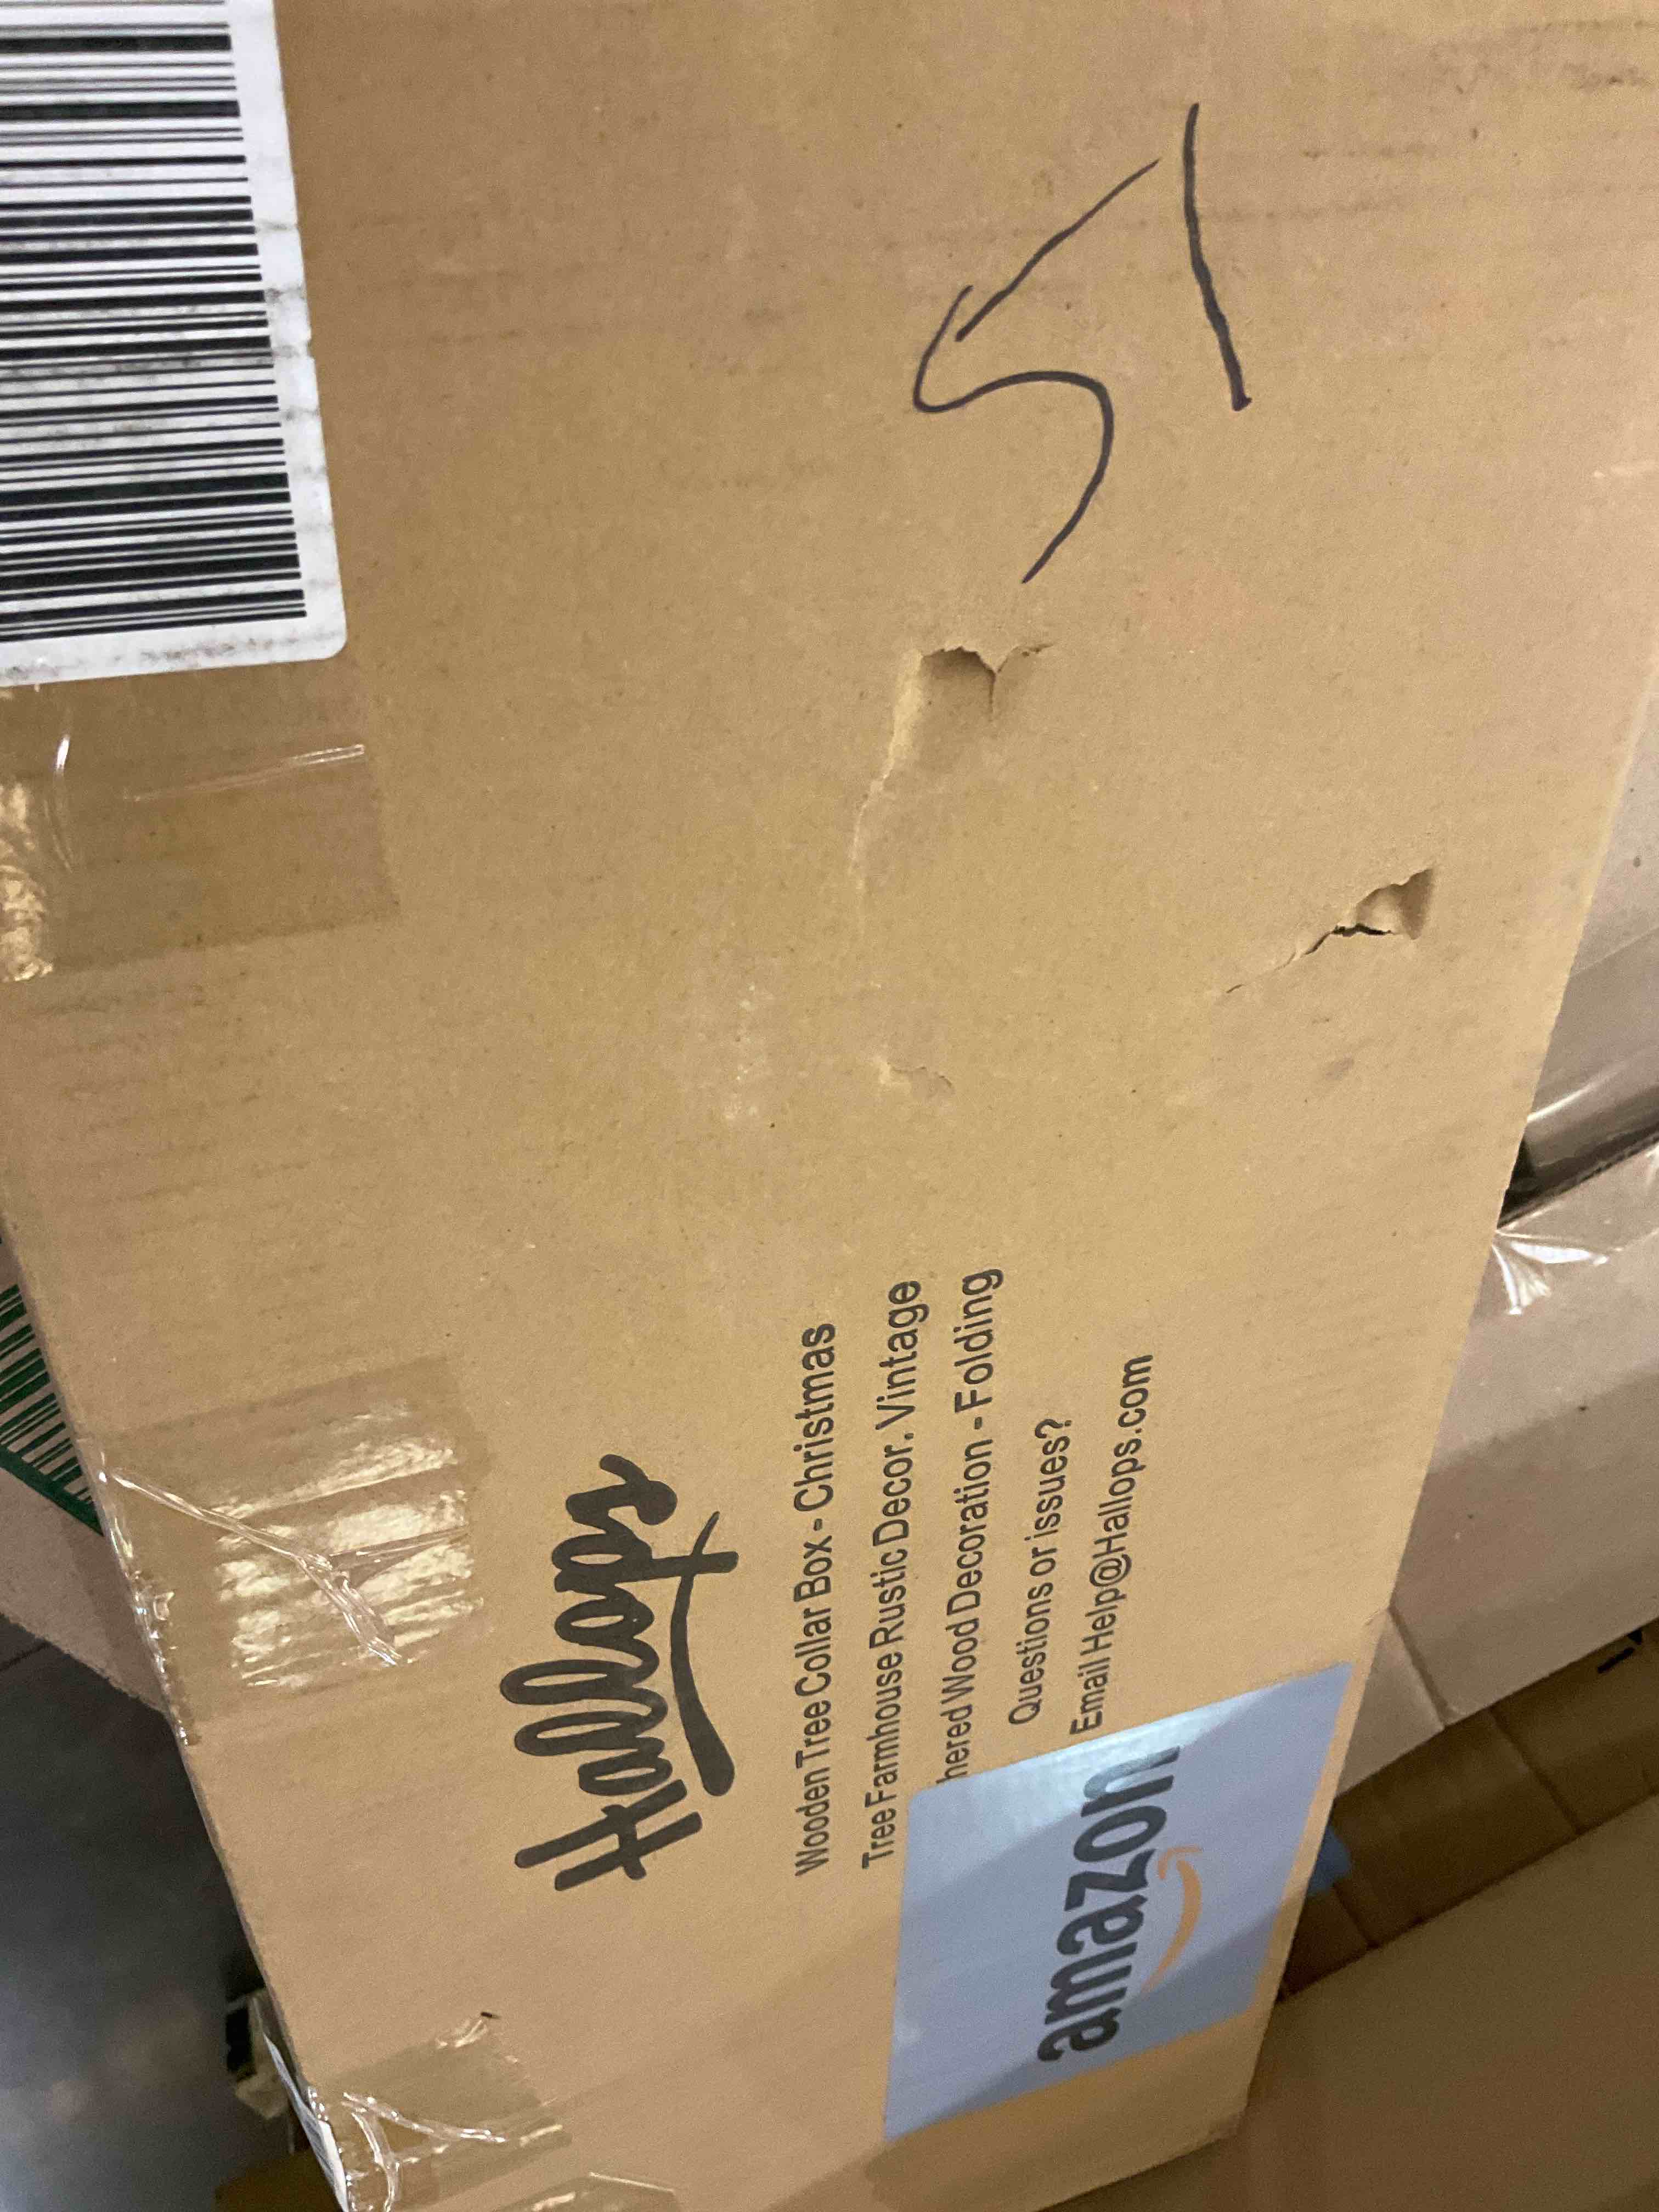 51
Hallops
Wooden Tree Collar Box - Christmas
Tree Farmhouse Rustic Decor. Vintage
hered Wood Decoration - Folding
Questions or issues?
Email Help@Hallops.com
amazon